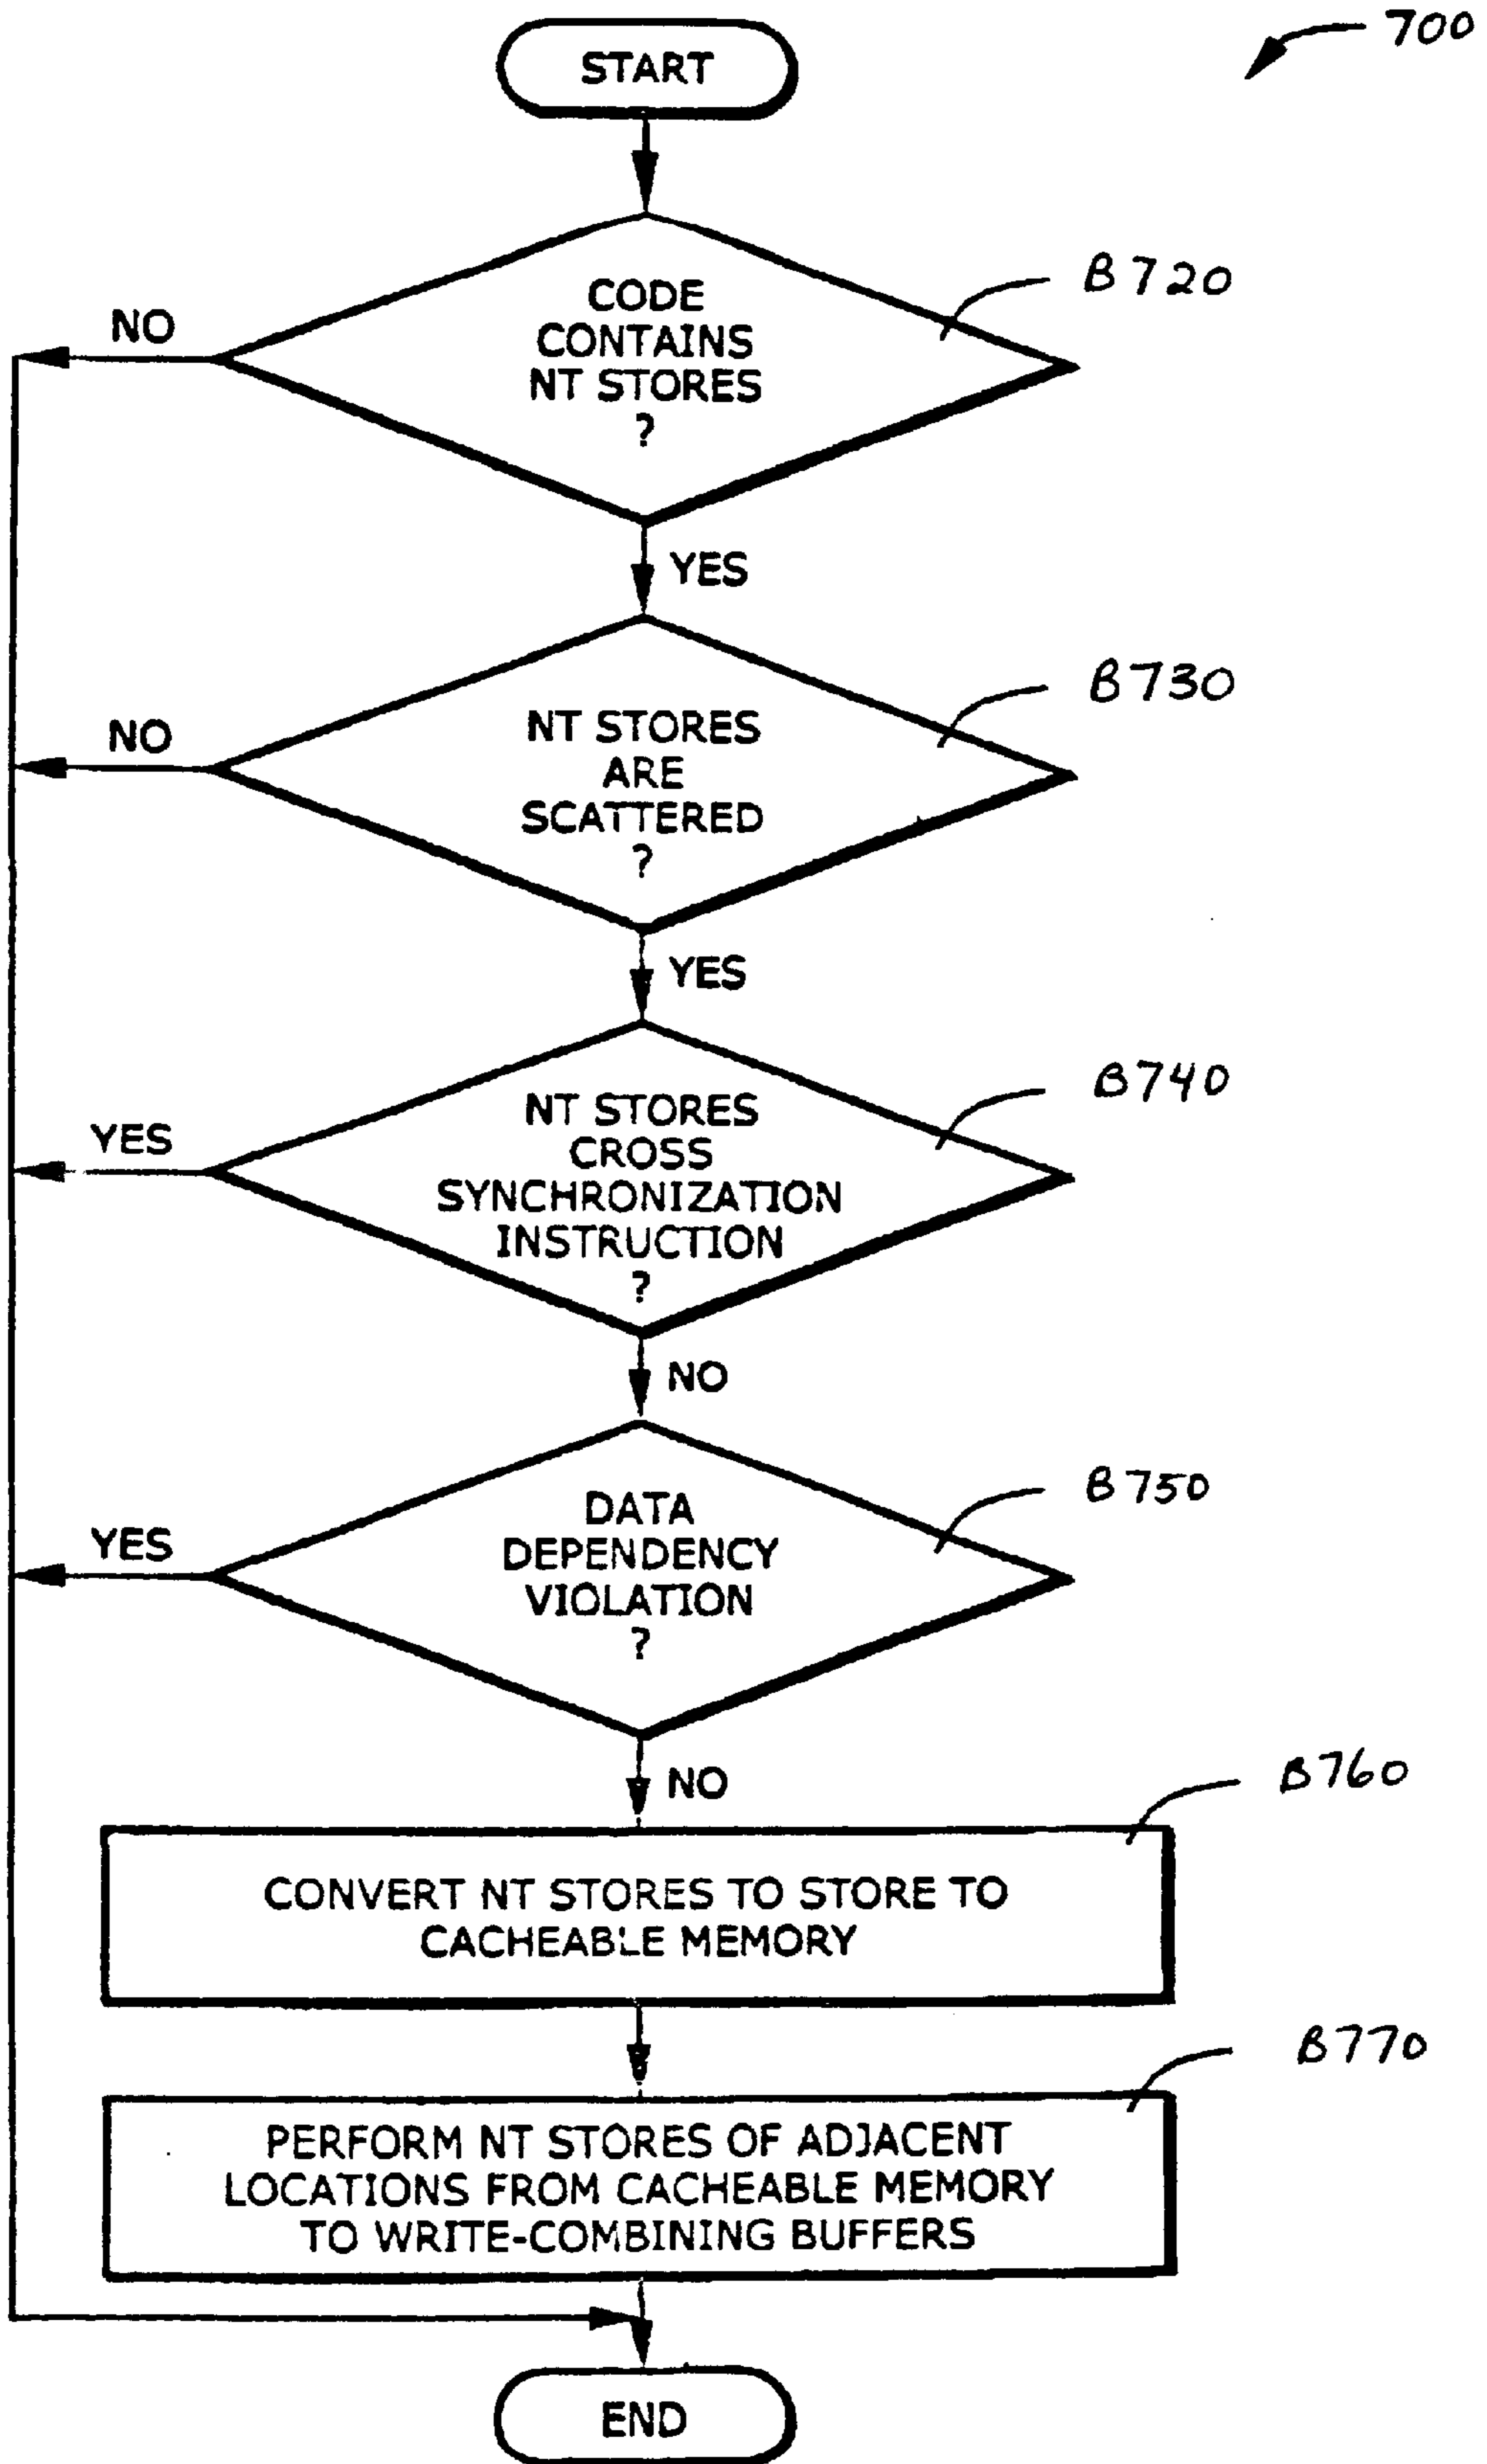 700
START
CODE
CONTAINS
NT STORES
?
B720
NO
YES
NT STORES
ARE
SCATTERED
?
B730
NO
YES
NT STORES
CROSS
SYNCHRONIZATION
INSTRUCTION
?
B740
YES
NO
DATA
DEPENDENCY
VIOLATION
?
B750
YES
NO
B760
CONVERT NT STORES TO STORE TO
CACHEABLE MEMORY
B770
PERFORM NT STORES OF ADJACENT
LOCATIONS FROM CACHEABLE MEMORY
TO WRITE-COMBINING BUFFERS
END